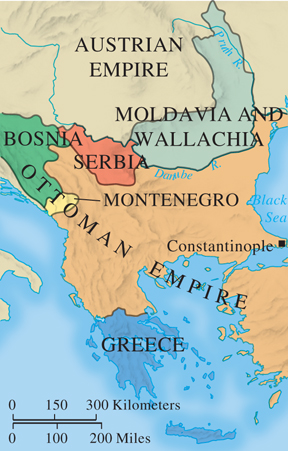 AUSTRIAN
EMPIRE
Pruth R.
MOLDAVIA AND
WALLACHIA
BOSNIA
SERBIA
Danube R.
MONTENEGRO
Black
Sea
Constantinople
OTTOMAN EMPIRE
GREECE
0 150 300 Kilometers
0 100 200 Miles